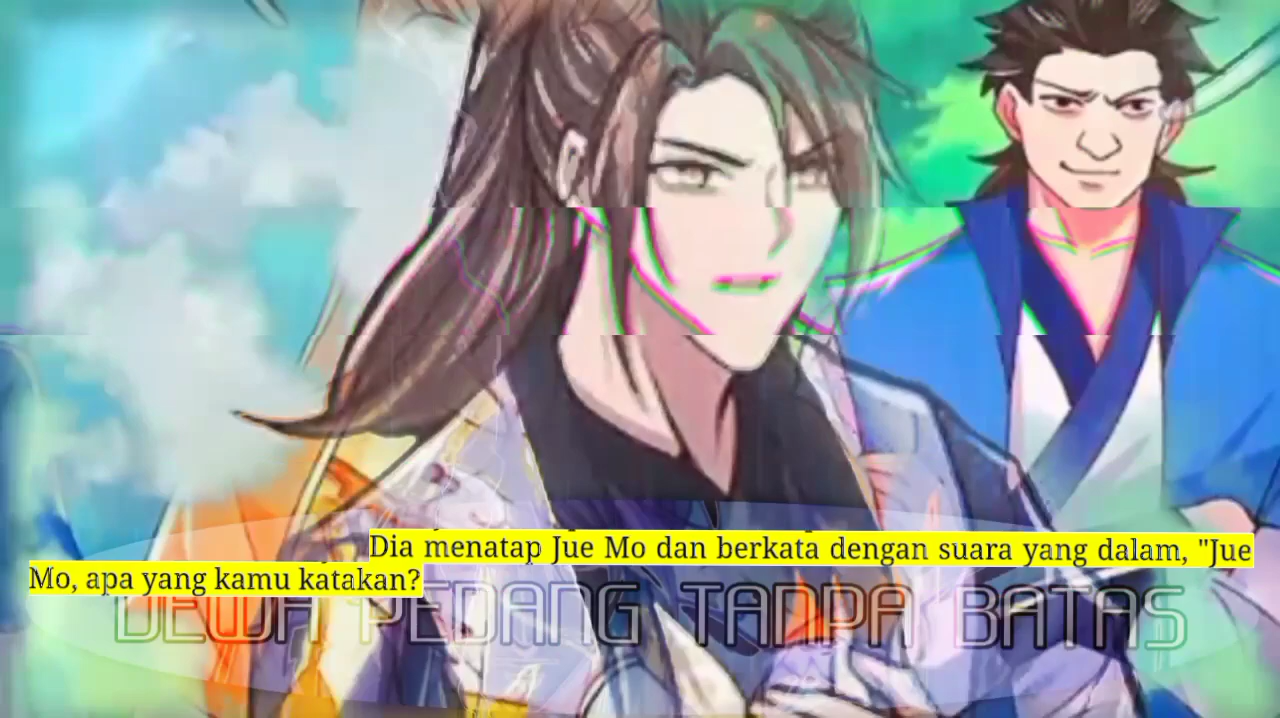 Dia menatap Jue Mo dan berkata dengan suara yang dalam, "Jue
Mo, apa yang kamu katakan?
DEWA PEDANG TANPA BATAS